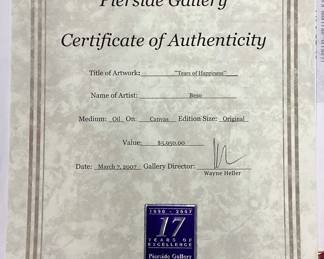 Pierside Gallery
Certificate of Authenticity
Title of Artwork: "Tears of Happiness"
Name of Artist: Beso
Medium: Oil On: Canvas Edition Size: Original
Value: $5,950.00
Date: March 7, 2007 Gallery Director:
Wayne Heller
1990 - 2007
17
YEARS OF
EXCELLENCE
Pierside Gallery